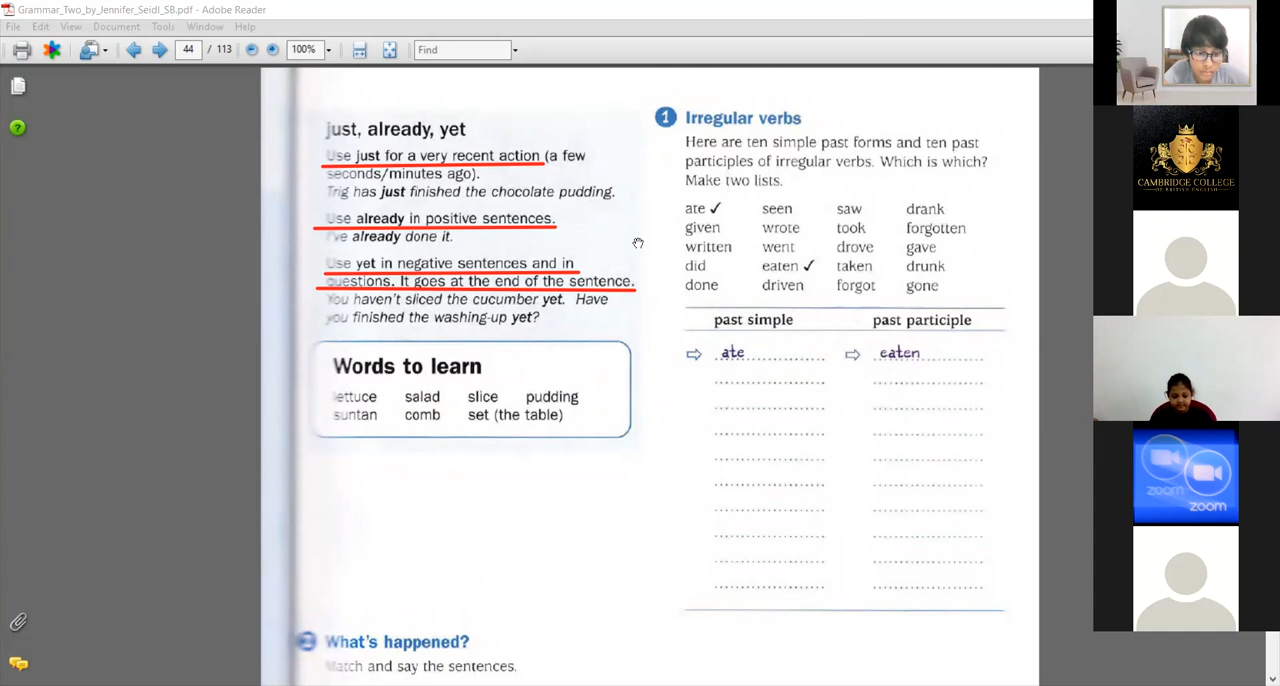 Grammar_Two_by_Jennifer_Seidl_SB.pdf - Adobe Reader
File Edit View Document Tools Window Help
44 / 113 100% Find
just, already, yet
Use just for a very recent action (a few
seconds/minutes ago).
Trig has just finished the chocolate pudding.
Use already in positive sentences.
I've already done it.
Use yet in negative sentences and in
questions. It goes at the end of the sentence.
You haven't sliced the cucumber yet. Have
you finished the washing-up yet?
Words to learn
lettuce salad slice pudding
suntan comb set (the table)
What's happened?
Match and say the sentences.
1 Irregular verbs
Here are ten simple past forms and ten past
participles of irregular verbs. Which is which?
Make two lists.
ate ✓ seen saw drank
given wrote took forgotten
written went drove gave
did eaten ✓ taken drunk
done driven forgot gone
past simple past participle
ate eaten
CAMBRIDGE COLLEGE
OF BRITISH ENGLISH
zoom
zoom